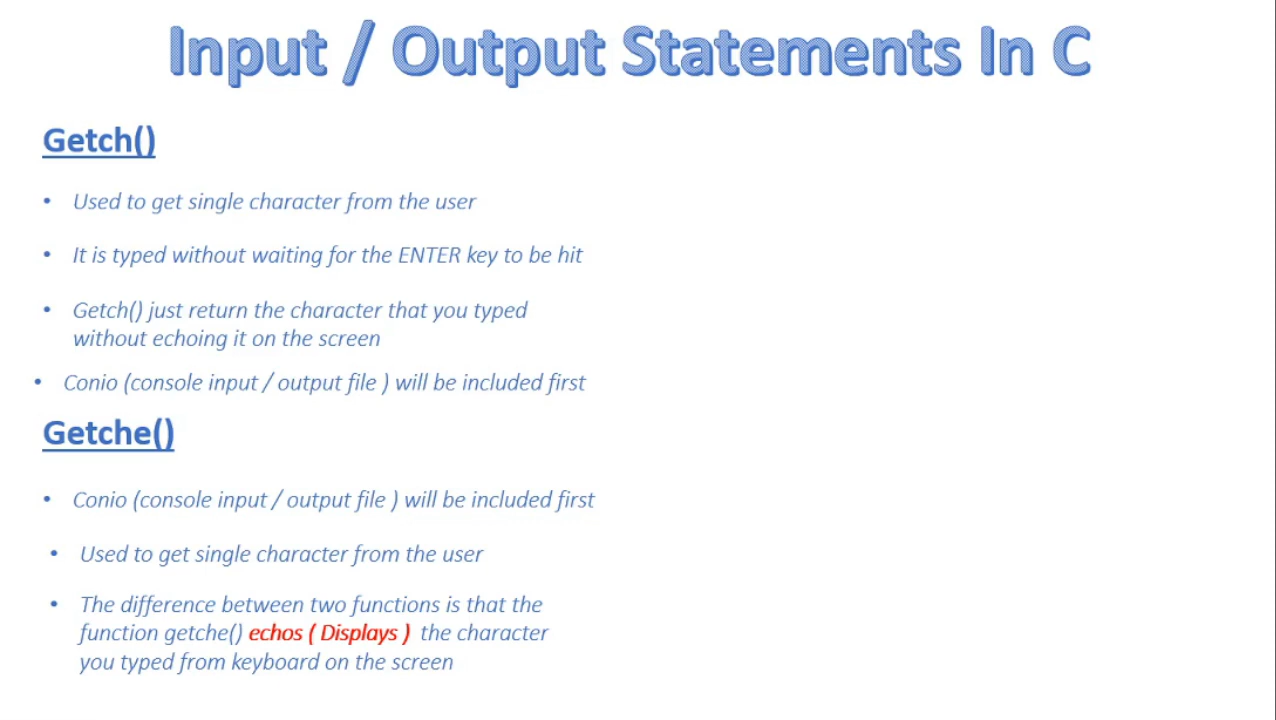 Input / Output Statements In C
Getch()
• Used to get single character from the user
• It is typed without waiting for the ENTER key to be hit
• Getch() just return the character that you typed
without echoing it on the screen
• Conio (console input / output file ) will be included first
Getche()
• Conio (console input / output file ) will be included first
• Used to get single character from the user
• The difference between two functions is that the
function getche() echos ( Displays ) the character
you typed from keyboard on the screen